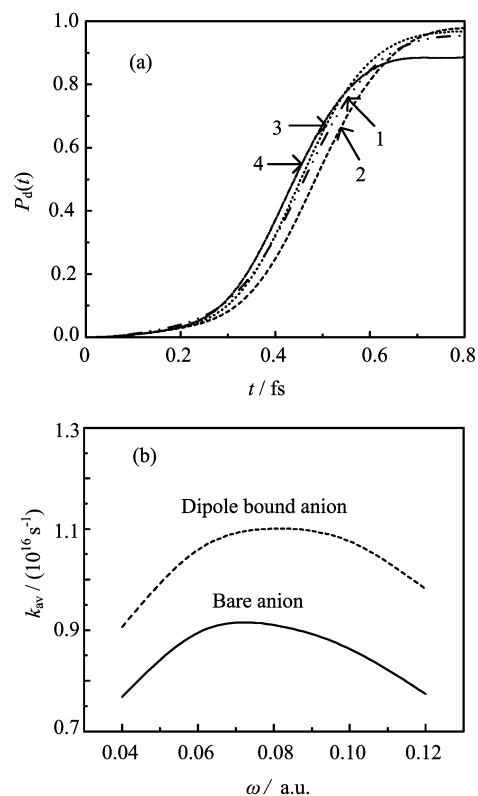 1.0
(a)
0.8
3
1
0.6
4
2
P_d(t)
0.4
0.2
0.0
0 0.2 0.4 0.6 0.8
t / fs
1.3
(b)
Dipole bound anion
1.1
k_av / (10^16 s^-1)
Bare anion
0.9
0.7
0.04 0.06 0.08 0.10 0.12
ω / a.u.